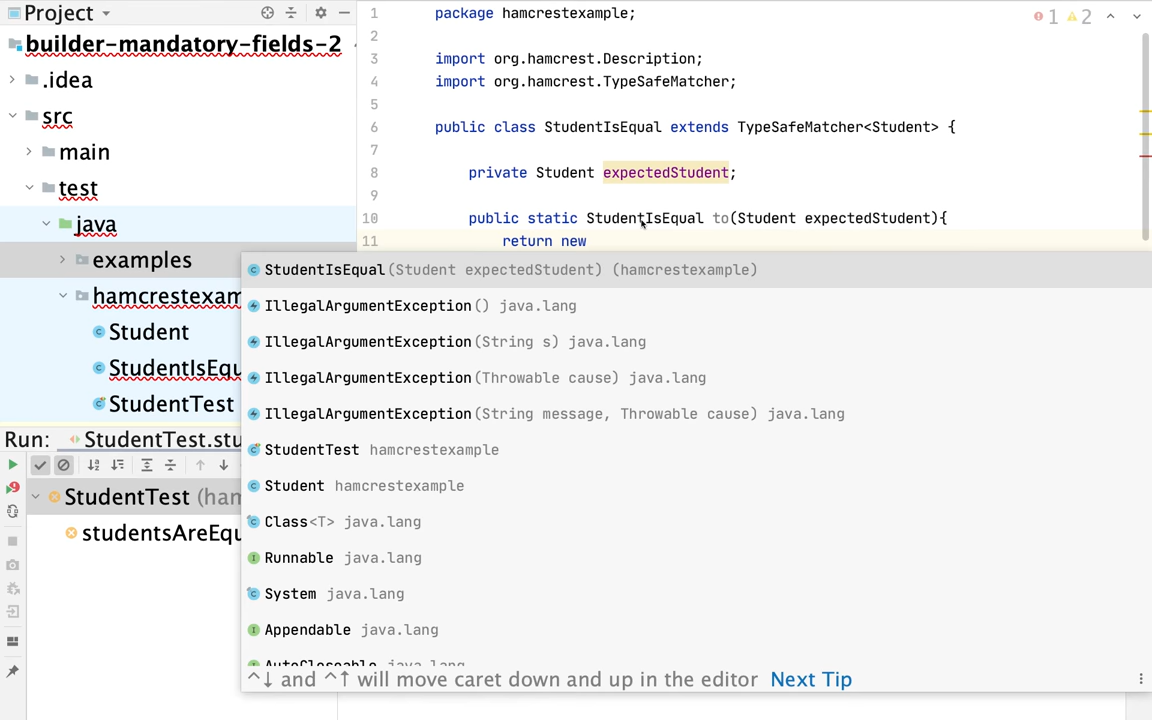 Project
builder-mandatory-fields-2
.idea
src
main
test
java
examples
hamcrestexam
Student
StudentIsEqu
StudentTest
1 package hamcrestexample;
2
3 import org.hamcrest.Description;
4 import org.hamcrest.TypeSafeMatcher;
5
6 public class StudentIsEqual extends TypeSafeMatcher<Student> {
7
8 private Student expectedStudent;
9
10 public static StudentIsEqual to(Student expectedStudent){
11 return new
1 2
StudentIsEqual(Student expectedStudent) (hamcrestexample)
IllegalArgumentException() java.lang
IllegalArgumentException(String s) java.lang
IllegalArgumentException(Throwable cause) java.lang
IllegalArgumentException(String message, Throwable cause) java.lang
StudentTest hamcrestexample
Student hamcrestexample
Class<T> java.lang
Runnable java.lang
System java.lang
Appendable java.lang
AutoCloseable java.lang
^↓ and ^↑ will move caret down and up in the editor Next Tip
Run: StudentTest.stu
StudentTest (ham
studentsAreEqu